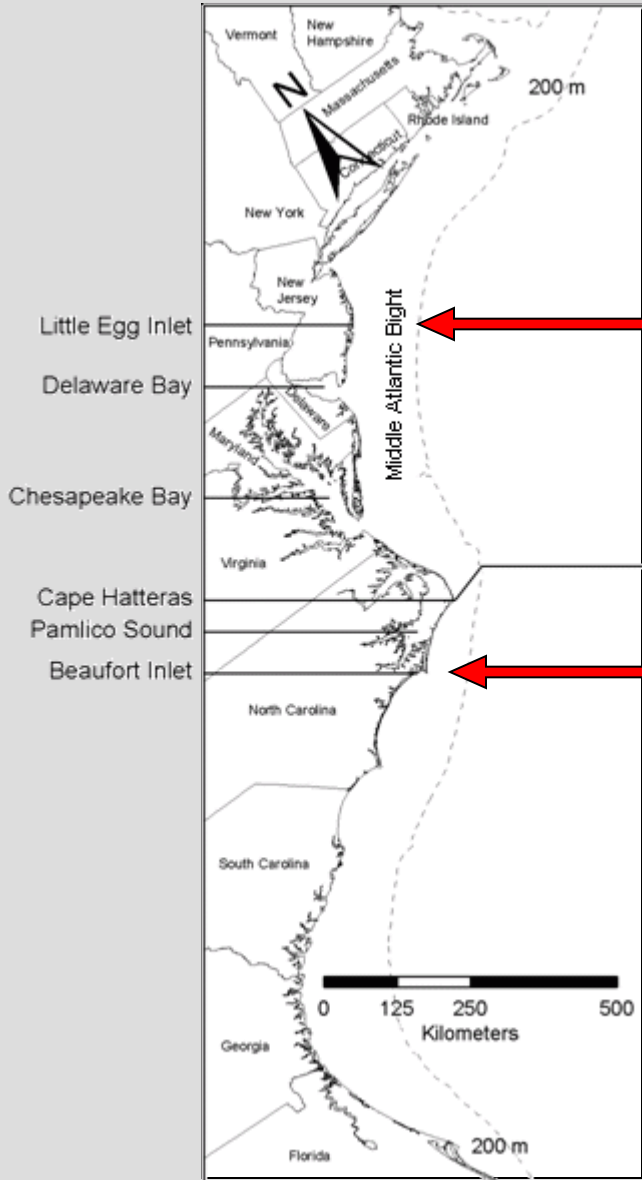 Vermont
New
Hampshire
Massachusetts
200 m
N
Rhode Island
Connecticut
New York
New
Jersey
Middle Atlantic Bight
Little Egg Inlet
Pennsylvania
Delaware Bay
Delaware
Maryland
Chesapeake Bay
Virginia
Cape Hatteras
Pamlico Sound
Beaufort Inlet
North Carolina
South Carolina
0 125 250 500
Kilometers
Georgia
200 m
Florida